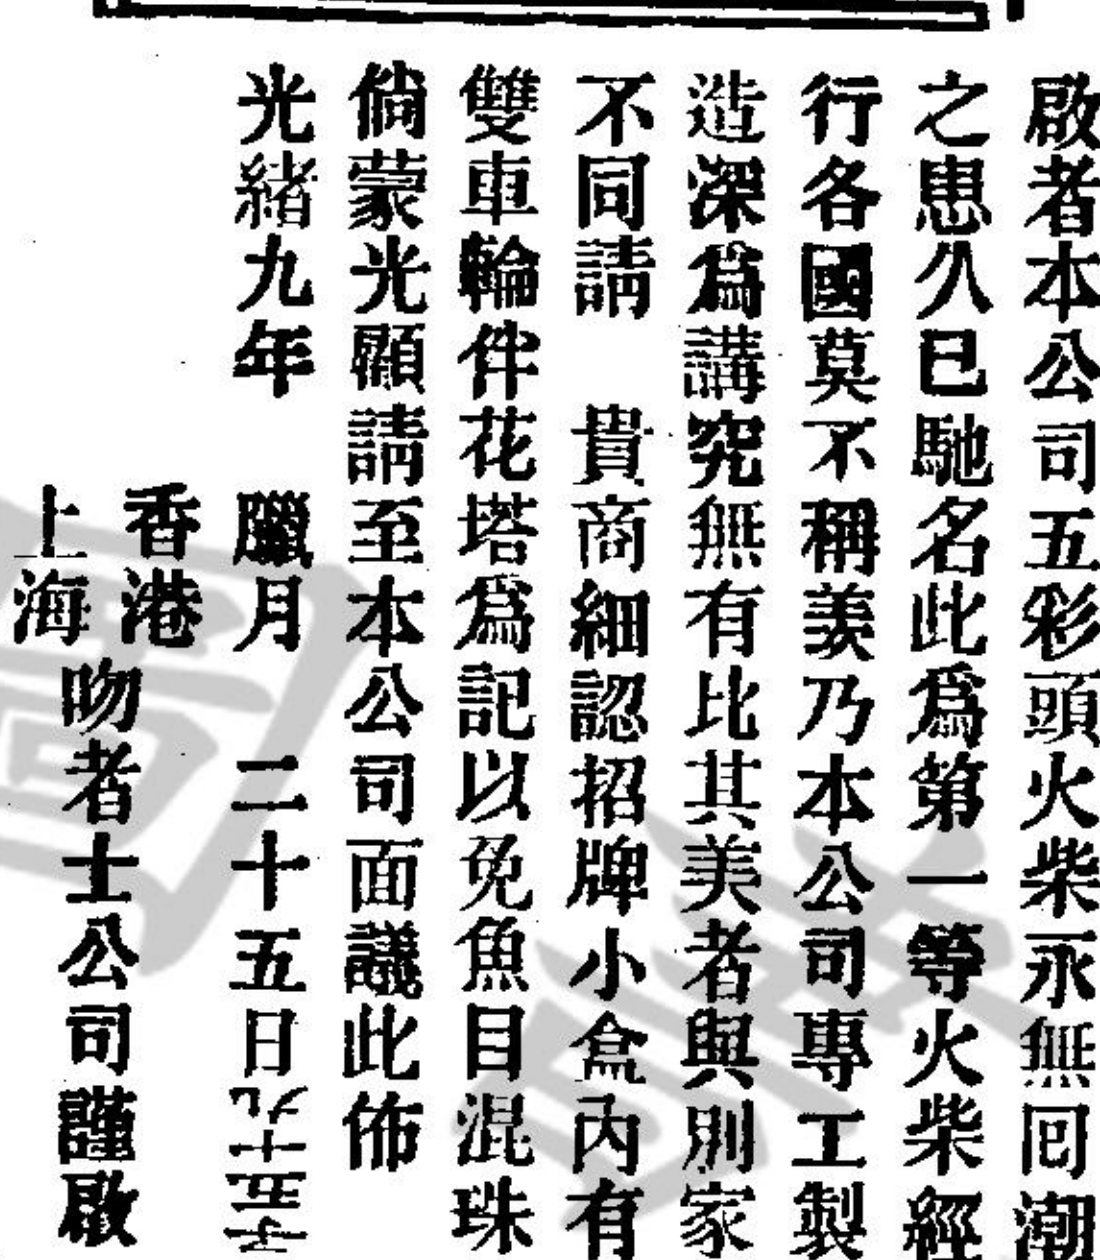 啟者本公司五彩頭火柴永無囘潮
之患久已馳名此爲第一等火柴經
行各國莫不稱羨乃本公司專工製
造深爲講究無有比其美者與別家
不同請　貴商細認招牌小盒內有
雙車輪伴花塔爲記以免魚目混珠
倘蒙光顧請至本公司面議此佈
光緒九年　臘月　二十五日
香港
上海
吻者士公司謹啟